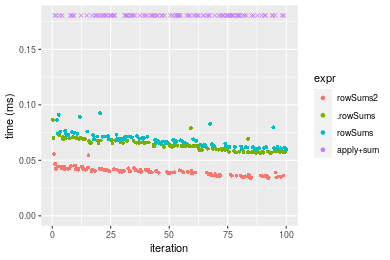 0.15
0.10
0.05
0.00
time (ms)
0
25
50
75
100
iteration
expr
rowSums2
.rowSums
rowSums
apply+sum